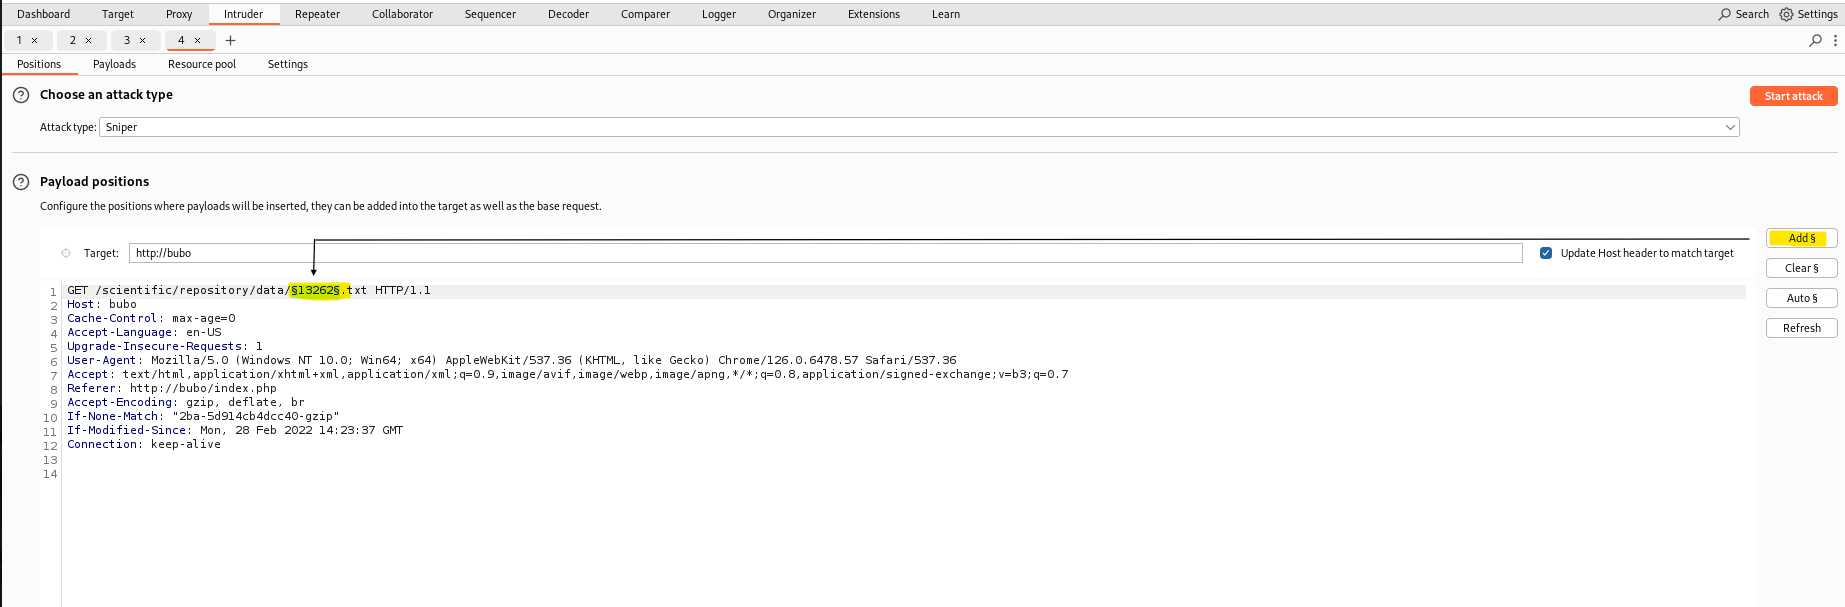 Dashboard Target Proxy Intruder Repeater Collaborator Sequencer Decoder Comparer Logger Organizer Extensions Learn Search Settings
1 × 2 × 3 × 4 × +
Positions Payloads Resource pool Settings
? Choose an attack type Start attack
Attack type: Sniper
? Payload positions
Configure the positions where payloads will be inserted, they can be added into the target as well as the base request.
Add §
Target: http://bubo Update Host header to match target
Clear §
Auto §
Refresh
1 GET /scientific/repository/data/§13262§.txt HTTP/1.1
2 Host: bubo
3 Cache-Control: max-age=0
4 Accept-Language: en-US
5 Upgrade-Insecure-Requests: 1
6 User-Agent: Mozilla/5.0 (Windows NT 10.0; Win64; x64) AppleWebKit/537.36 (KHTML, like Gecko) Chrome/126.0.6478.57 Safari/537.36
7 Accept: text/html,application/xhtml+xml,application/xml;q=0.9,image/avif,image/webp,image/apng,*/*;q=0.8,application/signed-exchange;v=b3;q=0.7
8 Referer: http://bubo/index.php
9 Accept-Encoding: gzip, deflate, br
10 If-None-Match: "2ba-5d914cb4dcc40-gzip"
11 If-Modified-Since: Mon, 28 Feb 2022 14:23:37 GMT
12 Connection: keep-alive
13
14